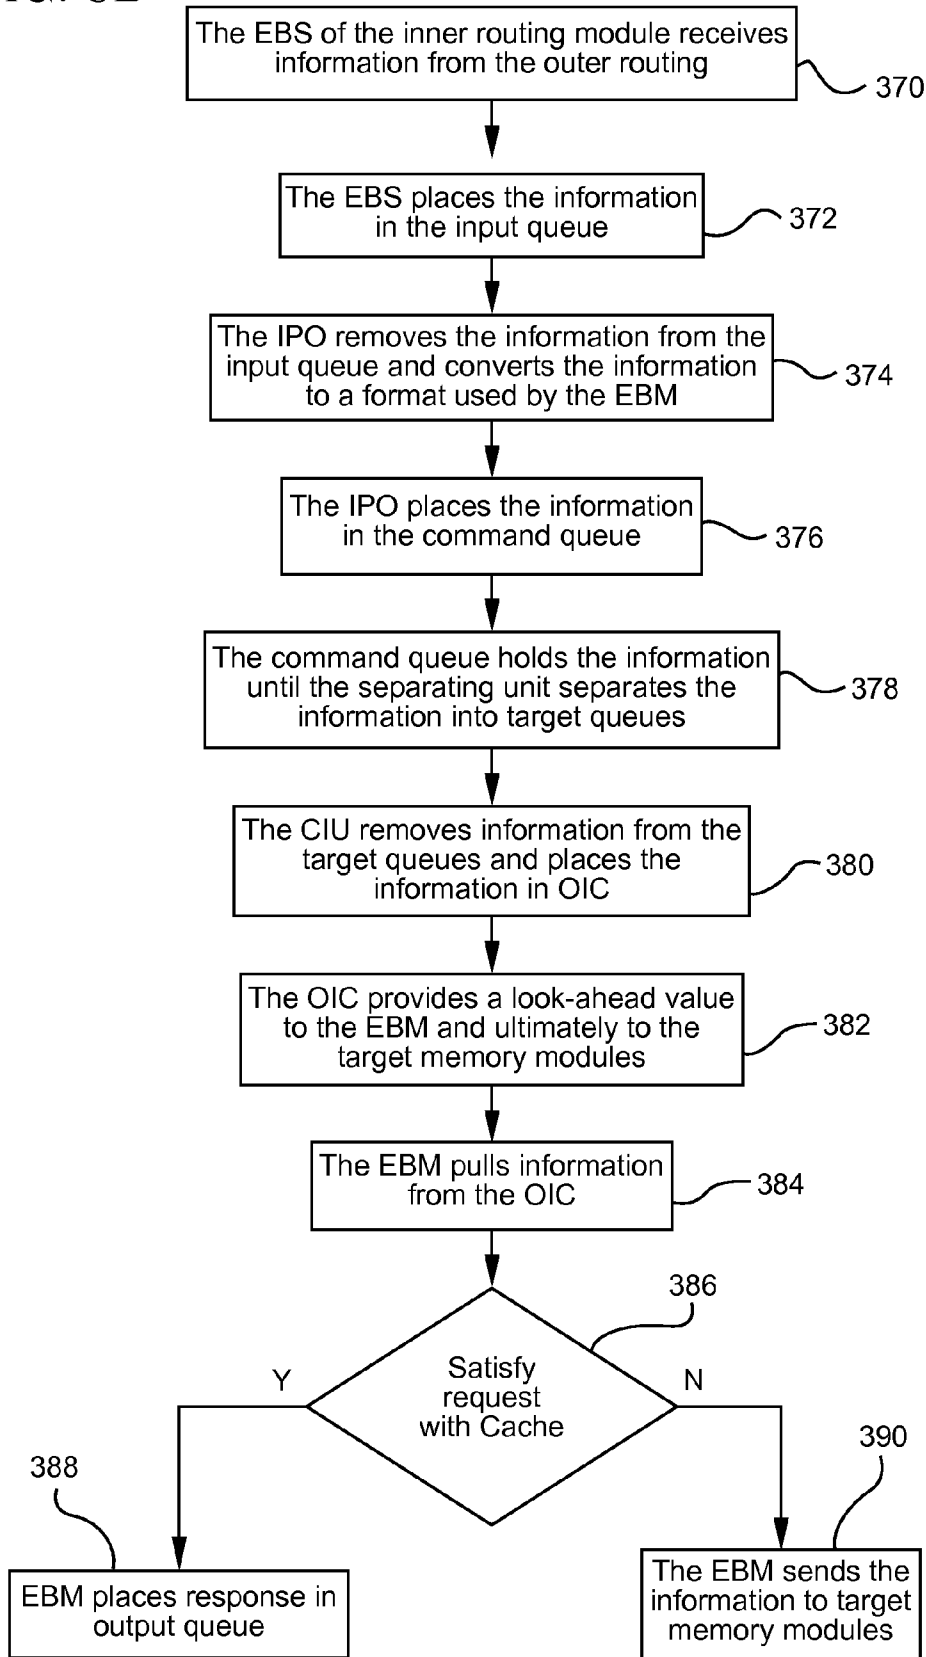 The EBS of the inner routing module receives
information from the outer routing
370
The EBS places the information
in the input queue
372
The IPO removes the information from the
input queue and converts the information
to a format used by the EBM
374
The IPO places the information
in the command queue
376
The command queue holds the information
until the separating unit separates the
information into target queues
378
The CIU removes information from the
target queues and places the
information in OIC
380
The OIC provides a look-ahead value
to the EBM and ultimately to the
target memory modules
382
The EBM pulls information
from the OIC
384
386
Satisfy
request
with Cache
Y
N
388
390
EBM places response in
output queue
The EBM sends the
information to target
memory modules